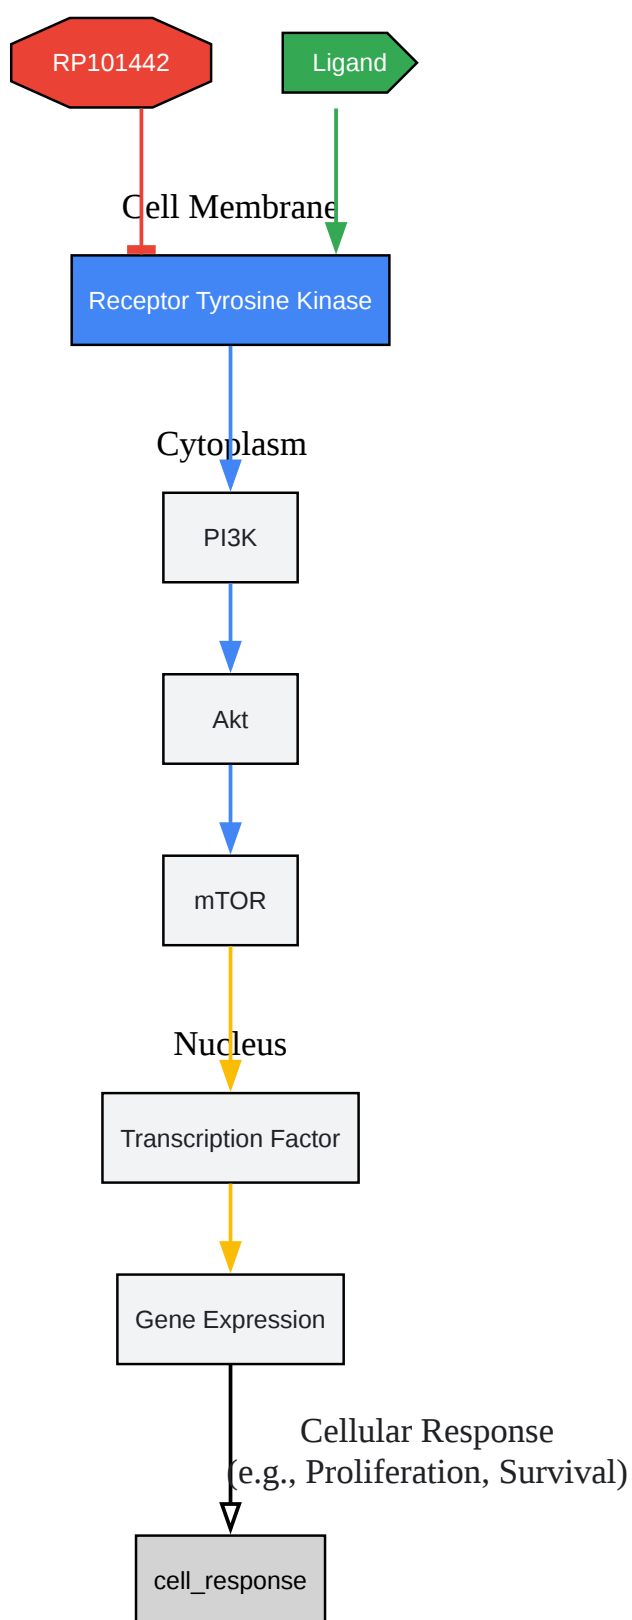 RP101442
Ligand
Cell Membrane
Receptor Tyrosine Kinase
Cytoplasm
PI3K
Akt
mTOR
Nucleus
Transcription Factor
Gene Expression
Cellular Response
(e.g., Proliferation, Survival)
cell_response